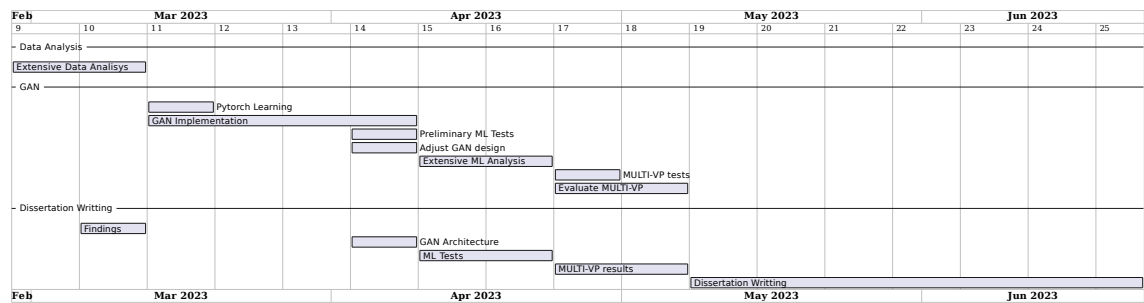 Feb Mar 2023 Apr 2023 May 2023 Jun 2023
9 10 11 12 13 14 15 16 17 18 19 20 21 22 23 24 25
Data Analysis
Extensive Data Analisys
GAN
Pytorch Learning
GAN Implementation
Preliminary ML Tests
Adjust GAN design
Extensive ML Analysis
MULTI-VP tests
Evaluate MULTI-VP
Dissertation Writting
Findings
GAN Architecture
ML Tests
MULTI-VP results
Dissertation Writting
Feb Mar 2023 Apr 2023 May 2023 Jun 2023